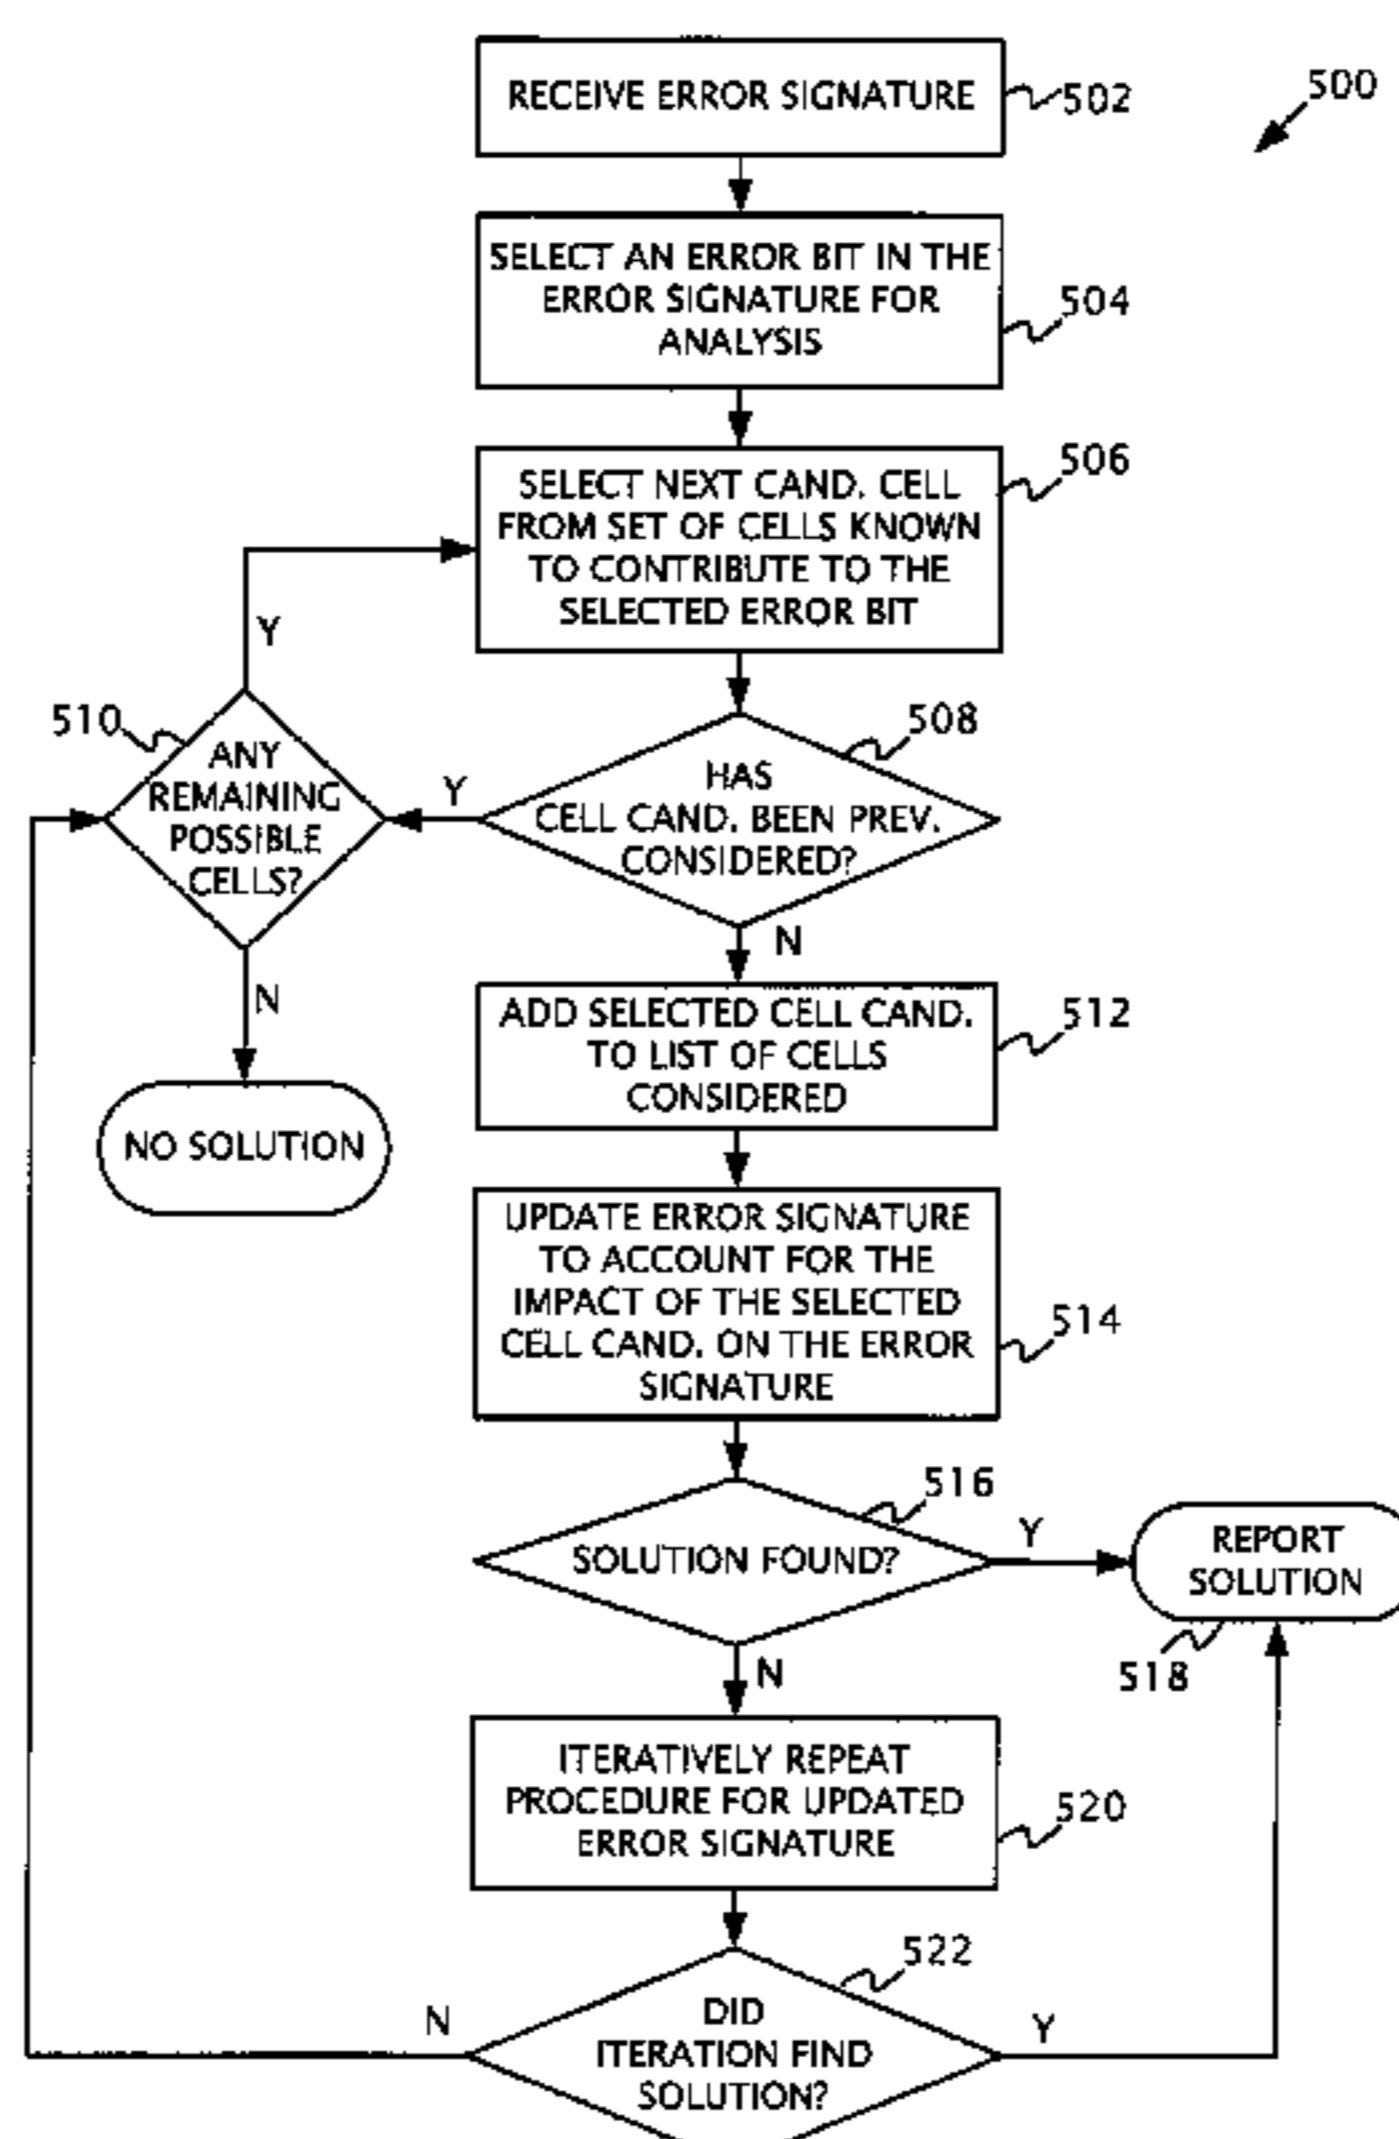 RECEIVE ERROR SIGNATURE
502
500
SELECT AN ERROR BIT IN THE
ERROR SIGNATURE FOR
ANALYSIS
504
SELECT NEXT CAND. CELL
FROM SET OF CELLS KNOWN
TO CONTRIBUTE TO THE
SELECTED ERROR BIT
506
Y
510
ANY
REMAINING
POSSIBLE
CELLS?
Y
HAS
CELL CAND. BEEN PREV.
CONSIDERED?
508
N
N
NO SOLUTION
ADD SELECTED CELL CAND.
TO LIST OF CELLS
CONSIDERED
512
UPDATE ERROR SIGNATURE
TO ACCOUNT FOR THE
IMPACT OF THE SELECTED
CELL CAND. ON THE ERROR
SIGNATURE
514
SOLUTION FOUND?
516
Y
REPORT
SOLUTION
518
N
ITERATIVELY REPEAT
PROCEDURE FOR UPDATED
ERROR SIGNATURE
520
N
DID
ITERATION FIND
SOLUTION?
522
Y